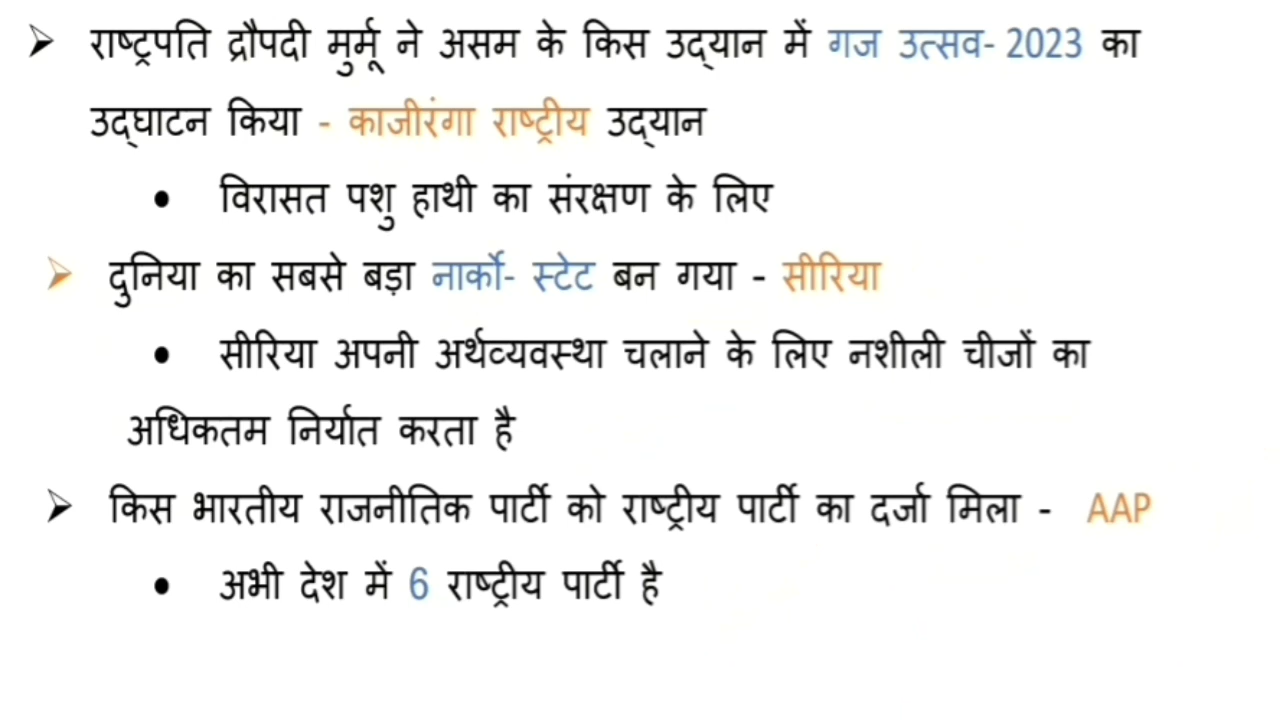 ➢ राष्ट्रपति द्रौपदी मुर्मू ने असम के किस उद्यान में गज उत्सव- 2023 का
उद्घाटन किया - काजीरंगा राष्ट्रीय उद्यान
• विरासत पशु हाथी का संरक्षण के लिए
➢ दुनिया का सबसे बड़ा नार्को- स्टेट बन गया - सीरिया
• सीरिया अपनी अर्थव्यवस्था चलाने के लिए नशीली चीजों का
अधिकतम निर्यात करता है
➢ किस भारतीय राजनीतिक पार्टी को राष्ट्रीय पार्टी का दर्जा मिला - AAP
• अभी देश में 6 राष्ट्रीय पार्टी है